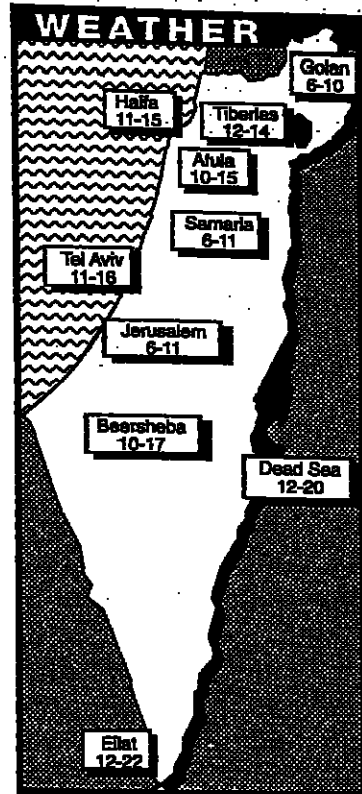 WEATHER
Golan
6-10
Haifa
11-15
Tiberias
12-14
Afula
10-15
Samaria
6-11
Tel Aviv
11-16
Jerusalem
6-11
Beersheba
10-17
Dead Sea
12-20
Eilat
12-22